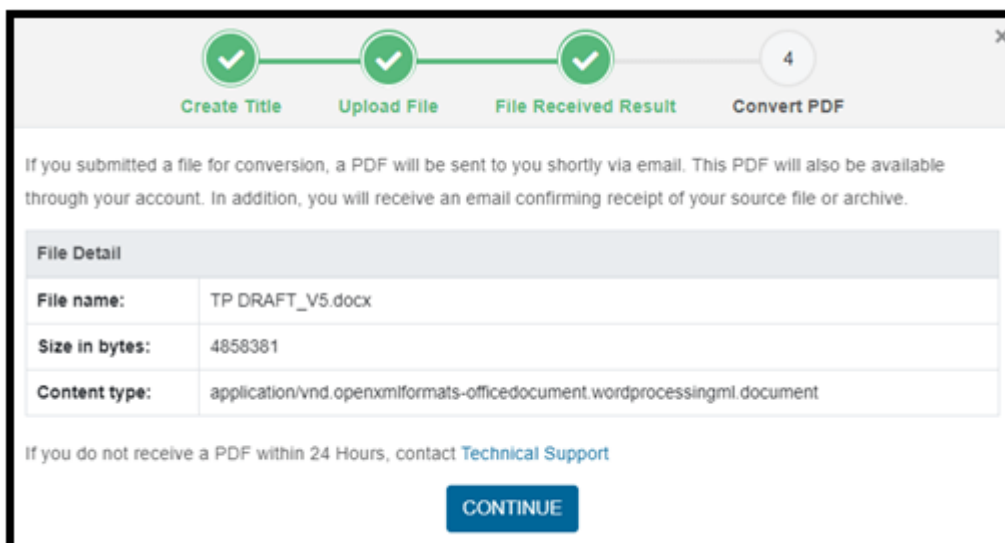 4
Create Title Upload File File Received Result Convert PDF
If you submitted a file for conversion, a PDF will be sent to you shortly via email. This PDF will also be available
through your account. In addition, you will receive an email confirming receipt of your source file or archive.
File Detail
File name: TP DRAFT_V5.docx
Size in bytes: 4858381
Content type: application/vnd.openxmlformats-officedocument.wordprocessingml.document
If you do not receive a PDF within 24 Hours, contact Technical Support
CONTINUE